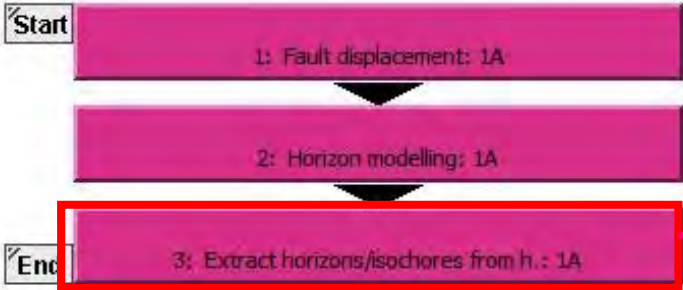 Start
1: Fault displacement: 1A
2: Horizon modelling: 1A
3: Extract horizons/isochores from h.: 1A
End